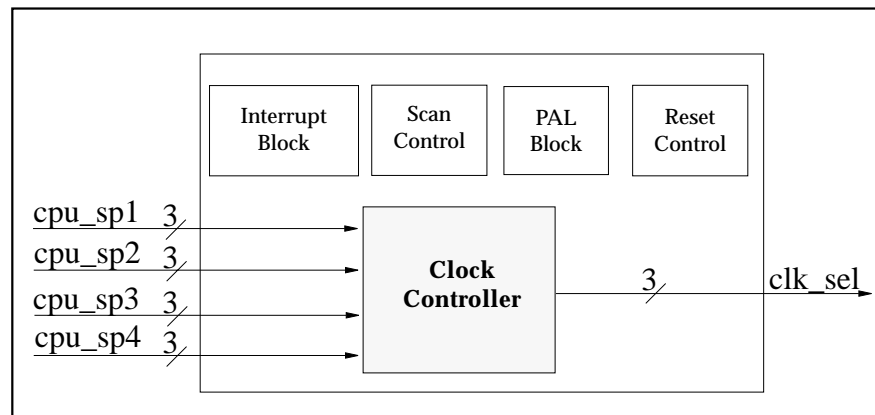 Interrupt
Block
Scan
Control
PAL
Block
Reset
Control
cpu_sp1 3
cpu_sp2 3
cpu_sp3 3
cpu_sp4 3
Clock
Controller
3 clk_sel